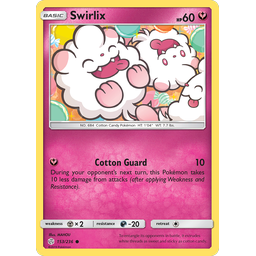 BASIC
Swirlix
HP 60
NO. 684 Cotton Candy Pokémon HT: 1'04" WT: 7.7 lbs.
Cotton Guard 10
During your opponent's next turn, this Pokémon takes
10 less damage from attacks (after applying Weakness and
Resistance).
weakness ×2 resistance -20 retreat